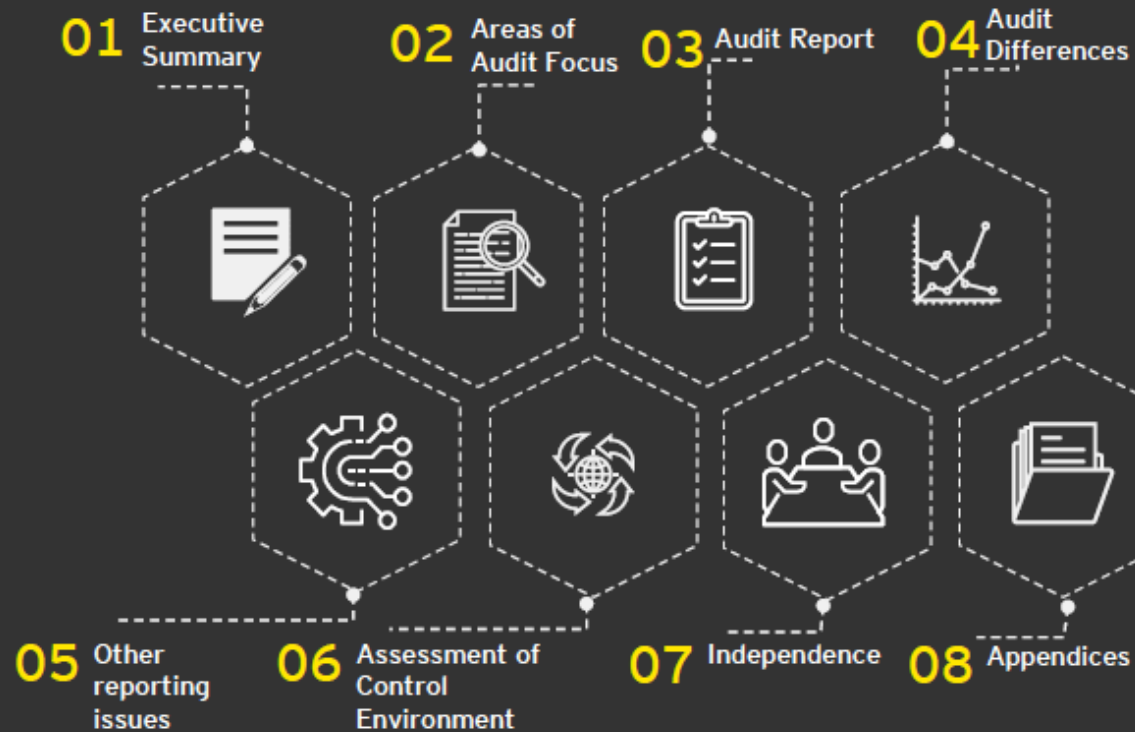 01 Executive
Summary
02 Areas of
Audit Focus
03 Audit Report
04 Audit
Differences
05 Other
reporting
issues
06 Assessment of
Control
Environment
07 Independence
08 Appendices